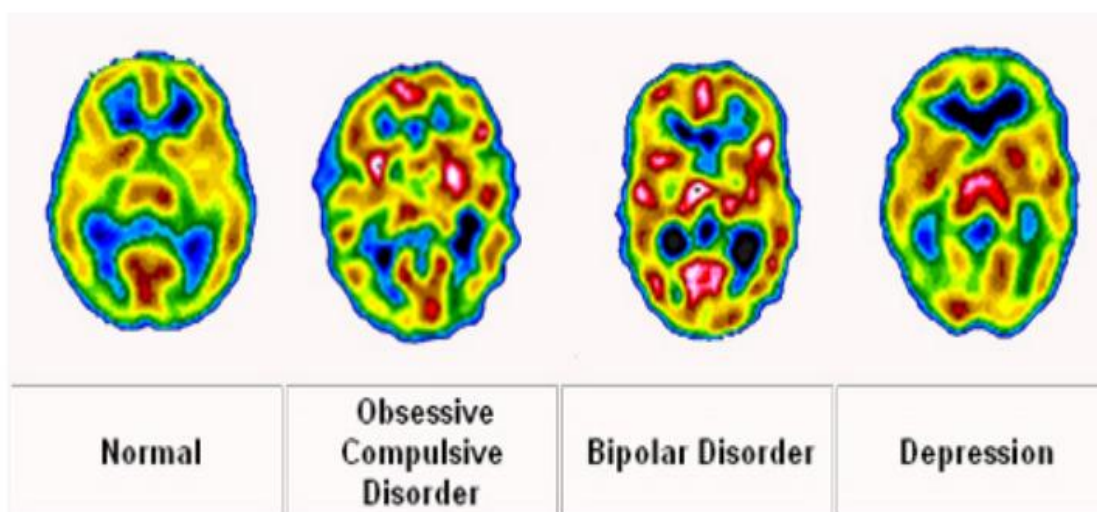 Normal
Obsessive
Compulsive
Disorder
Bipolar Disorder
Depression